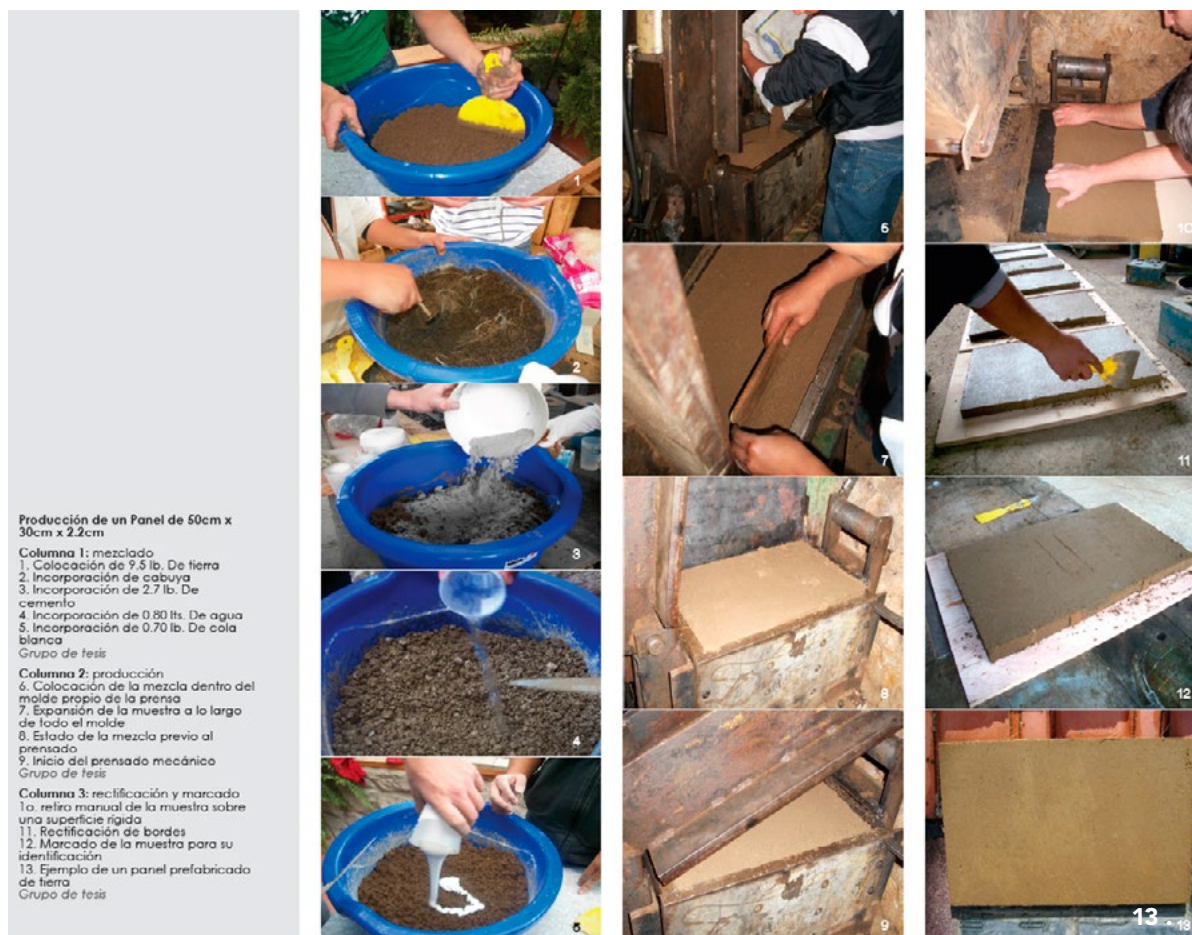 Producción de un Panel de 50cm x
30cm x 2.2cm
Columna 1: mezclado
1. Colocación de 9.5 lb. De tierra
2. Incorporación de cabuya
3. Incorporación de 2.7 lb. De
cemento
4. Incorporación de 0.80 lts. De agua
5. Incorporación de 0.70 lb. De cola
blanca
Grupo de tesis
Columna 2: producción
6. Colocación de la mezcla dentro del
molde propio de la prensa
7. Expansión de la muestra a lo largo
de todo el molde
8. Estado de la mezcla previo al
prensado
9. Inicio del prensado mecánico
Grupo de tesis
Columna 3: rectificación y marcado
1o. retiro manual de la muestra sobre
una superficie rígida
11. Rectificación de bordes
12. Marcado de la muestra para su
identificación
13. Ejemplo de un panel prefabricado
de tierra
Grupo de tesis
1
2
3
4
5
6
7
8
9
10
11
12
13
13 .